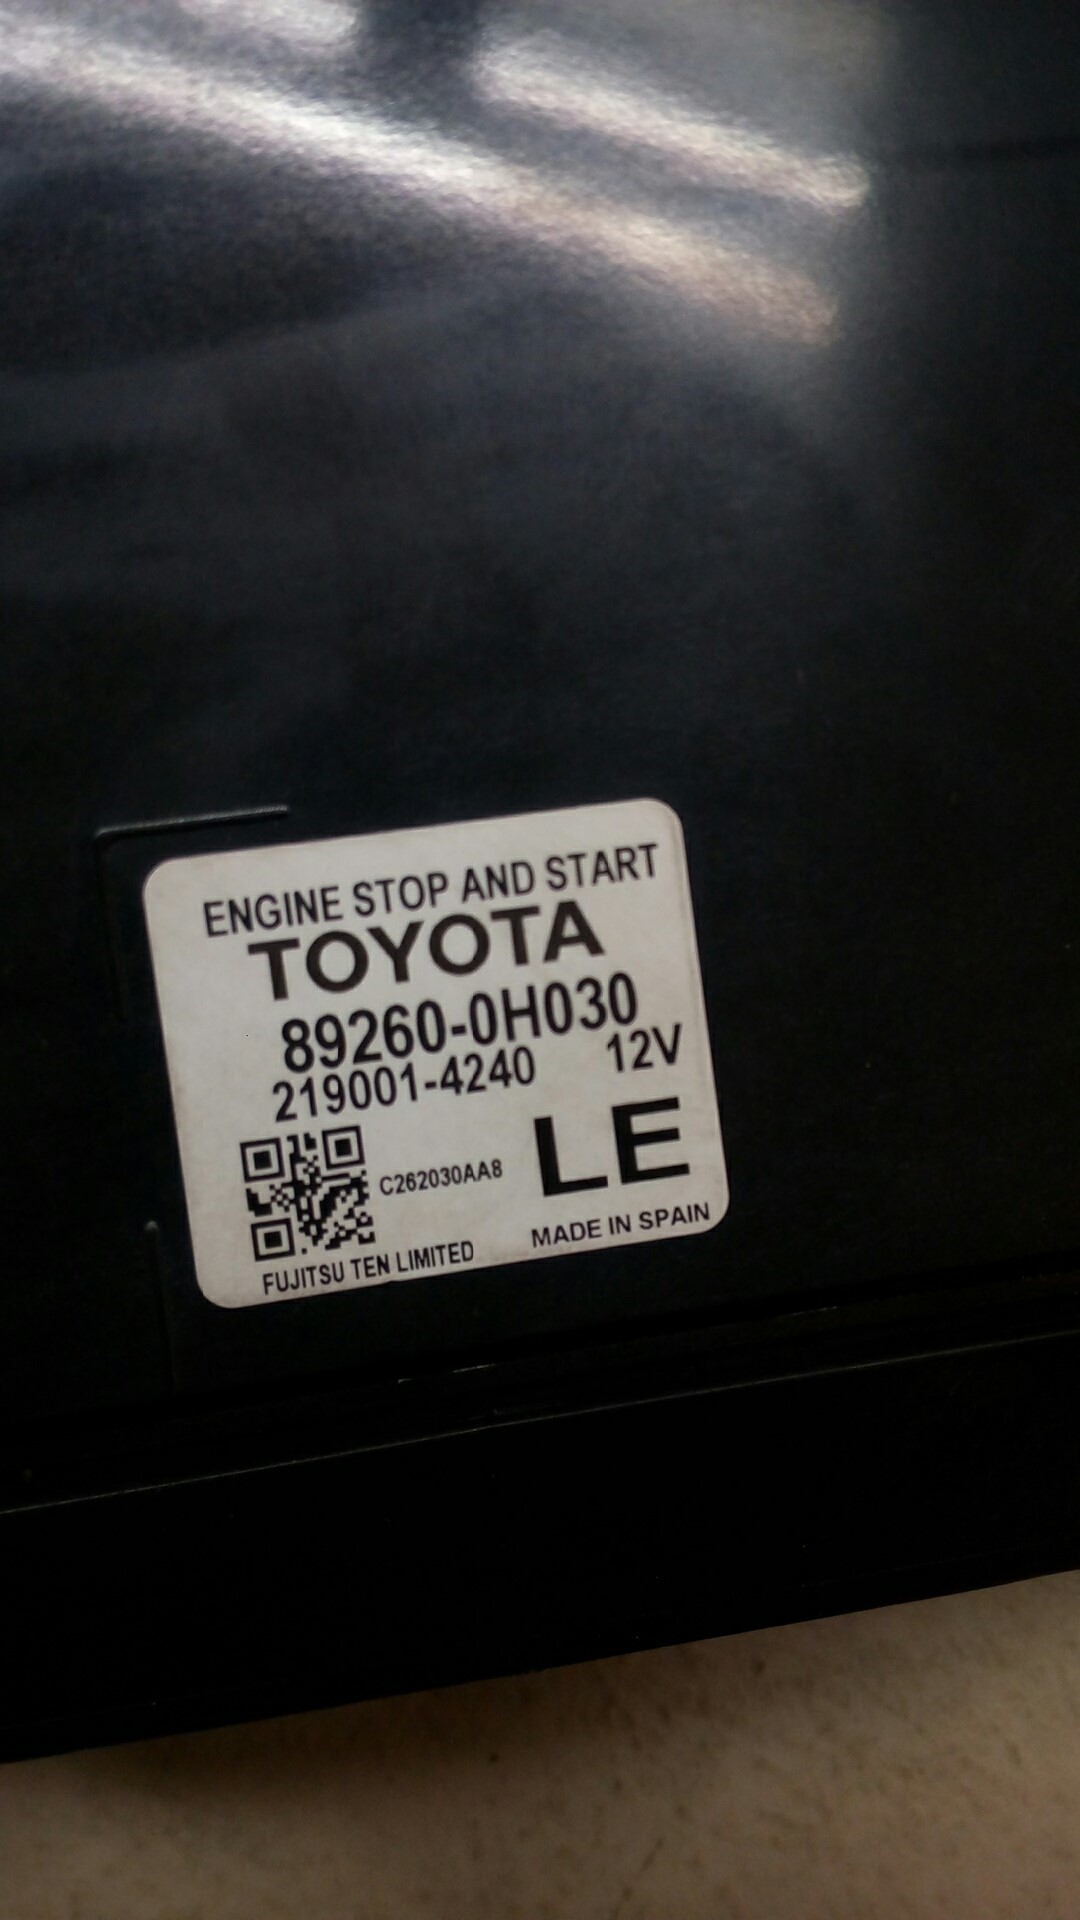 ENGINE STOP AND START
TOYOTA
89260-0H030
219001-4240 12V
C262030AA8 LE
FUJITSU TEN LIMITED MADE IN SPAIN